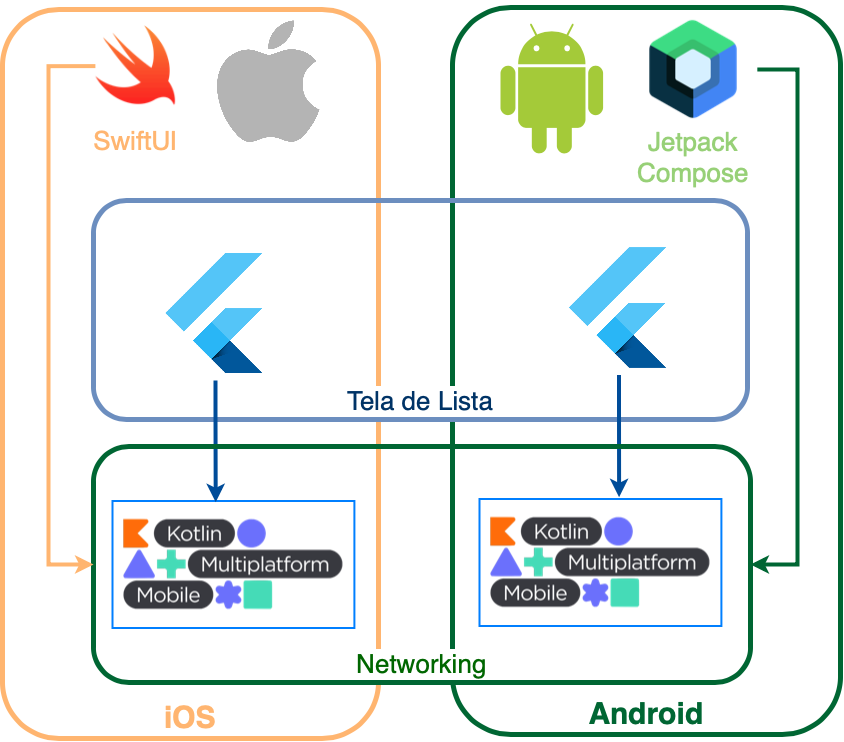 SwiftUI
Jetpack
Compose
Tela de Lista
Kotlin
Multiplatform
Mobile
Kotlin
Multiplatform
Mobile
Networking
iOS
Android